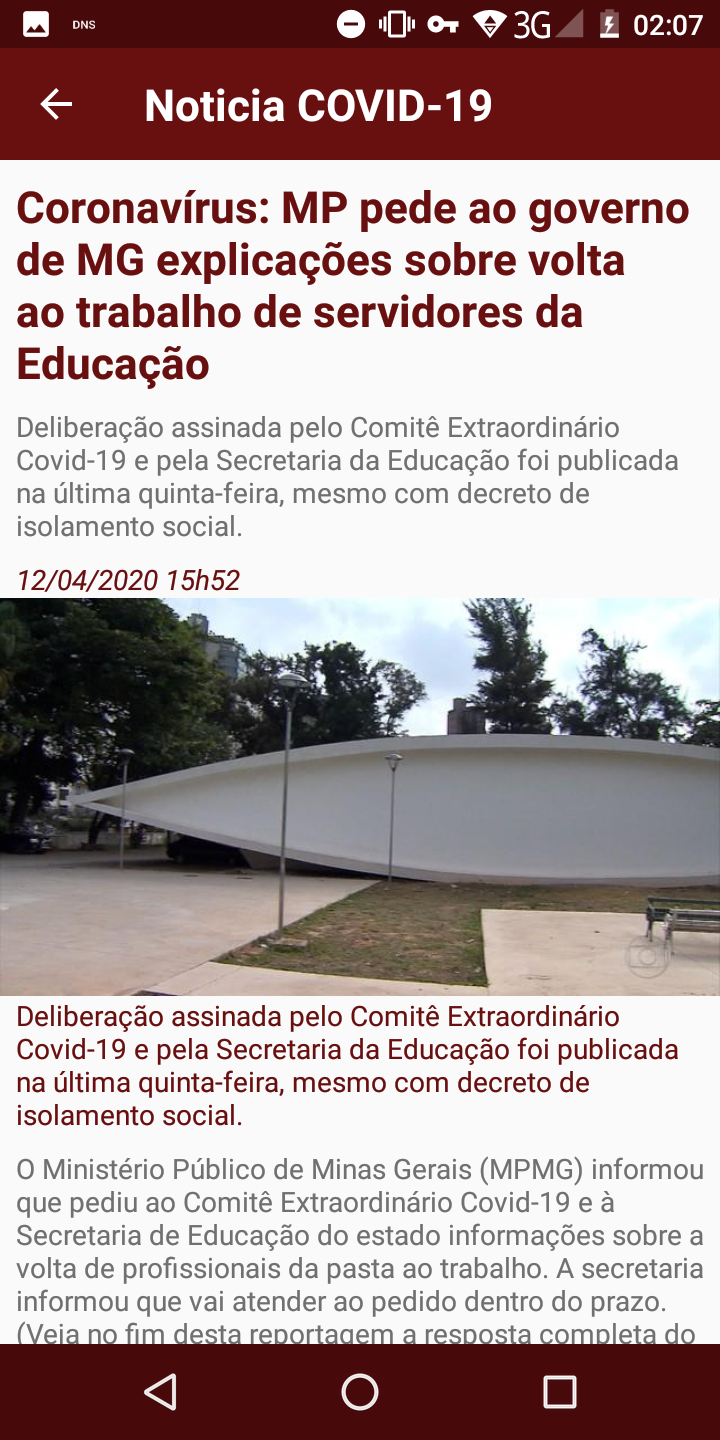 DNS
3G
02:07
Noticia COVID-19
Coronavírus: MP pede ao governo
de MG explicações sobre volta
ao trabalho de servidores da
Educação
Deliberação assinada pelo Comitê Extraordinário
Covid-19 e pela Secretaria da Educação foi publicada
na última quinta-feira, mesmo com decreto de
isolamento social.
12/04/2020 15h52
Deliberação assinada pelo Comitê Extraordinário
Covid-19 e pela Secretaria da Educação foi publicada
na última quinta-feira, mesmo com decreto de
isolamento social.
O Ministério Público de Minas Gerais (MPMG) informou
que pediu ao Comitê Extraordinário Covid-19 e à
Secretaria de Educação do estado informações sobre a
volta de profissionais da pasta ao trabalho. A secretaria
informou que vai atender ao pedido dentro do prazo.
(Veja no fim desta reportagem a resposta completa do